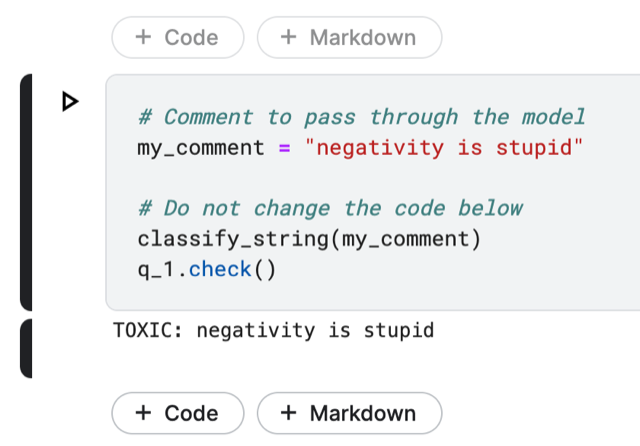 + Code + Markdown
# Comment to pass through the model
my_comment = "negativity is stupid"
# Do not change the code below
classify_string(my_comment)
q_1.check()
TOXIC: negativity is stupid
+ Code + Markdown